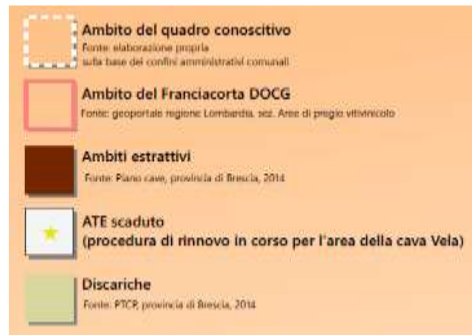 Ambito del quadro conoscitivo
Fonte: elaborazione propria
sulla base dei confini amministrativi comunali
Ambito del Franciacorta DOCG
Fonte: geoportale regione Lombardia, sez. Aree di pregio vitivinicolo
Ambiti estrattivi
Fonte: Piano cave, provincia di Brescia, 2014
ATE scaduto
(procedura di rinnovo in corso per l'area della cava Vela)
Discariche
Fonte: PTCP, provincia di Brescia, 2014